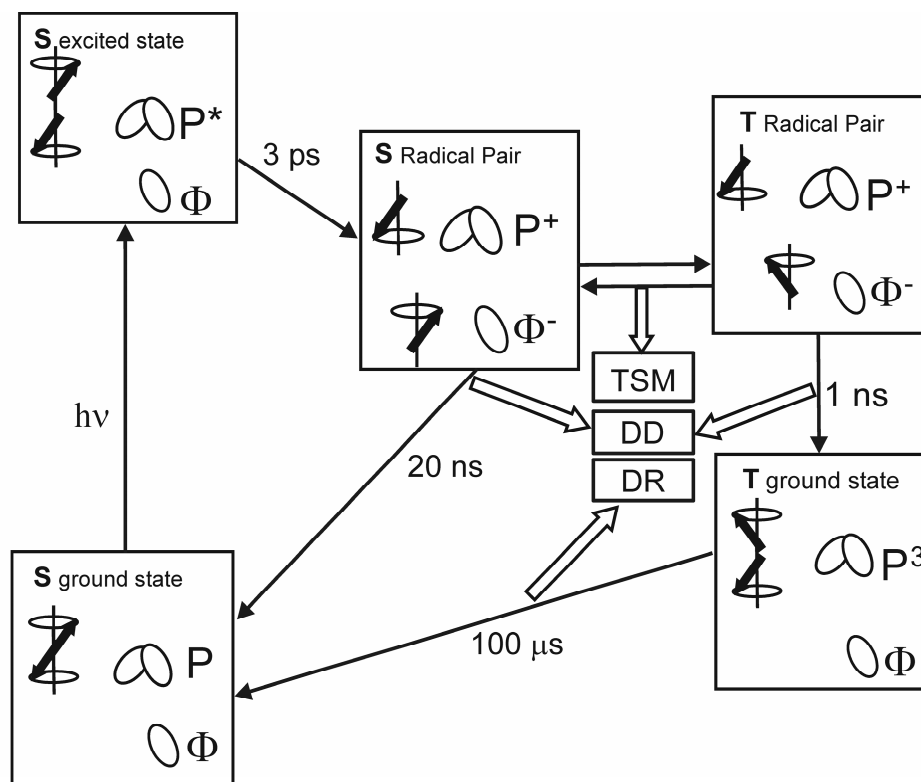 S excited state
P*
Φ
3 ps
S Radical Pair
P+
Φ-
T Radical Pair
P+
Φ-
TSM
DD
DR
1 ns
hν
20 ns
100 μs
T ground state
P3
Φ
S ground state
P
Φ